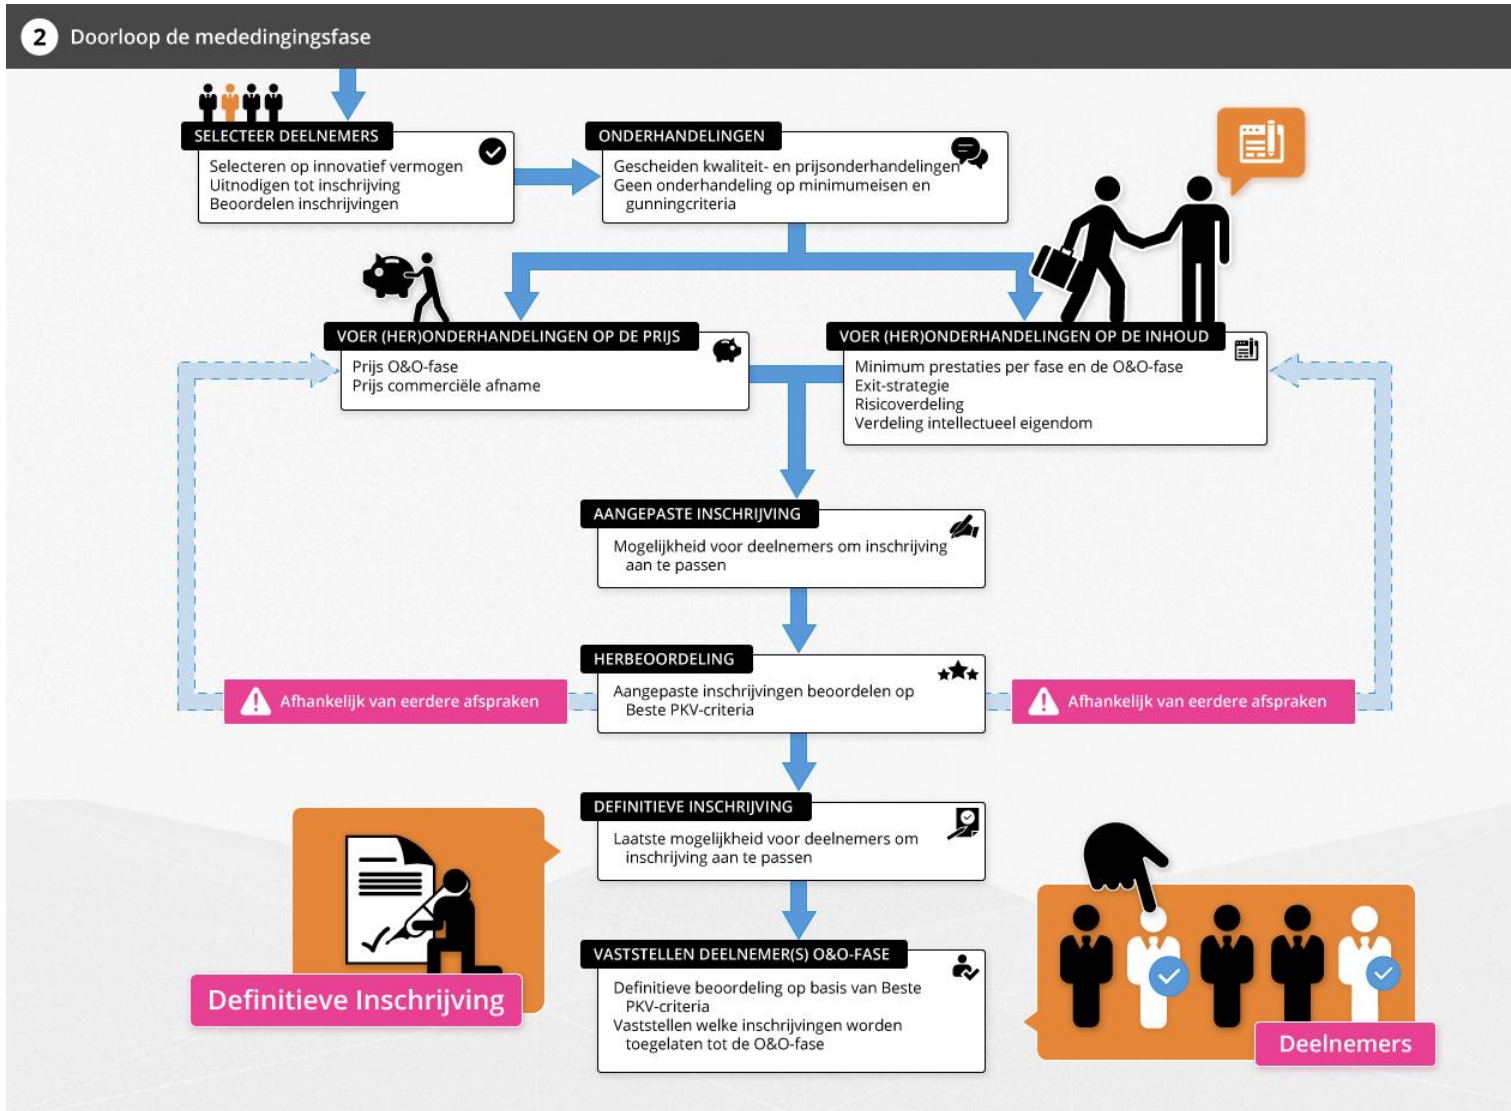 2 Doorloop de mededingingsfase
SELECTEER DEELNEMERS
Selecteren op innovatief vermogen
Uitnodigen tot inschrijving
Beoordelen inschrijvingen
ONDERHANDELINGEN
Gescheiden kwaliteit- en prijsonderhandelingen
Geen onderhandeling op minimumeisen en
gunningcriteria
VOER (HER)ONDERHANDELINGEN OP DE PRIJS
Prijs O&O-fase
Prijs commerciële afname
VOER (HER)ONDERHANDELINGEN OP DE INHOUD
Minimum prestaties per fase en de O&O-fase
Exit-strategie
Risicoverdeling
Verdeling intellectueel eigendom
AANGEPASTE INSCHRIJVING
Mogelijkheid voor deelnemers om inschrijving
aan te passen
HERBEOORDELING
Aangepaste inschrijvingen beoordelen op
Beste PKV-criteria
! Afhankelijk van eerdere afspraken
! Afhankelijk van eerdere afspraken
DEFINITIEVE INSCHRIJVING
Laatste mogelijkheid voor deelnemers om
inschrijving aan te passen
Definitieve Inschrijving
VASTSTELLEN DEELNEMER(S) O&O-FASE
Definitieve beoordeling op basis van Beste
PKV-criteria
Vaststellen welke inschrijvingen worden
toegelaten tot de O&O-fase
Deelnemers